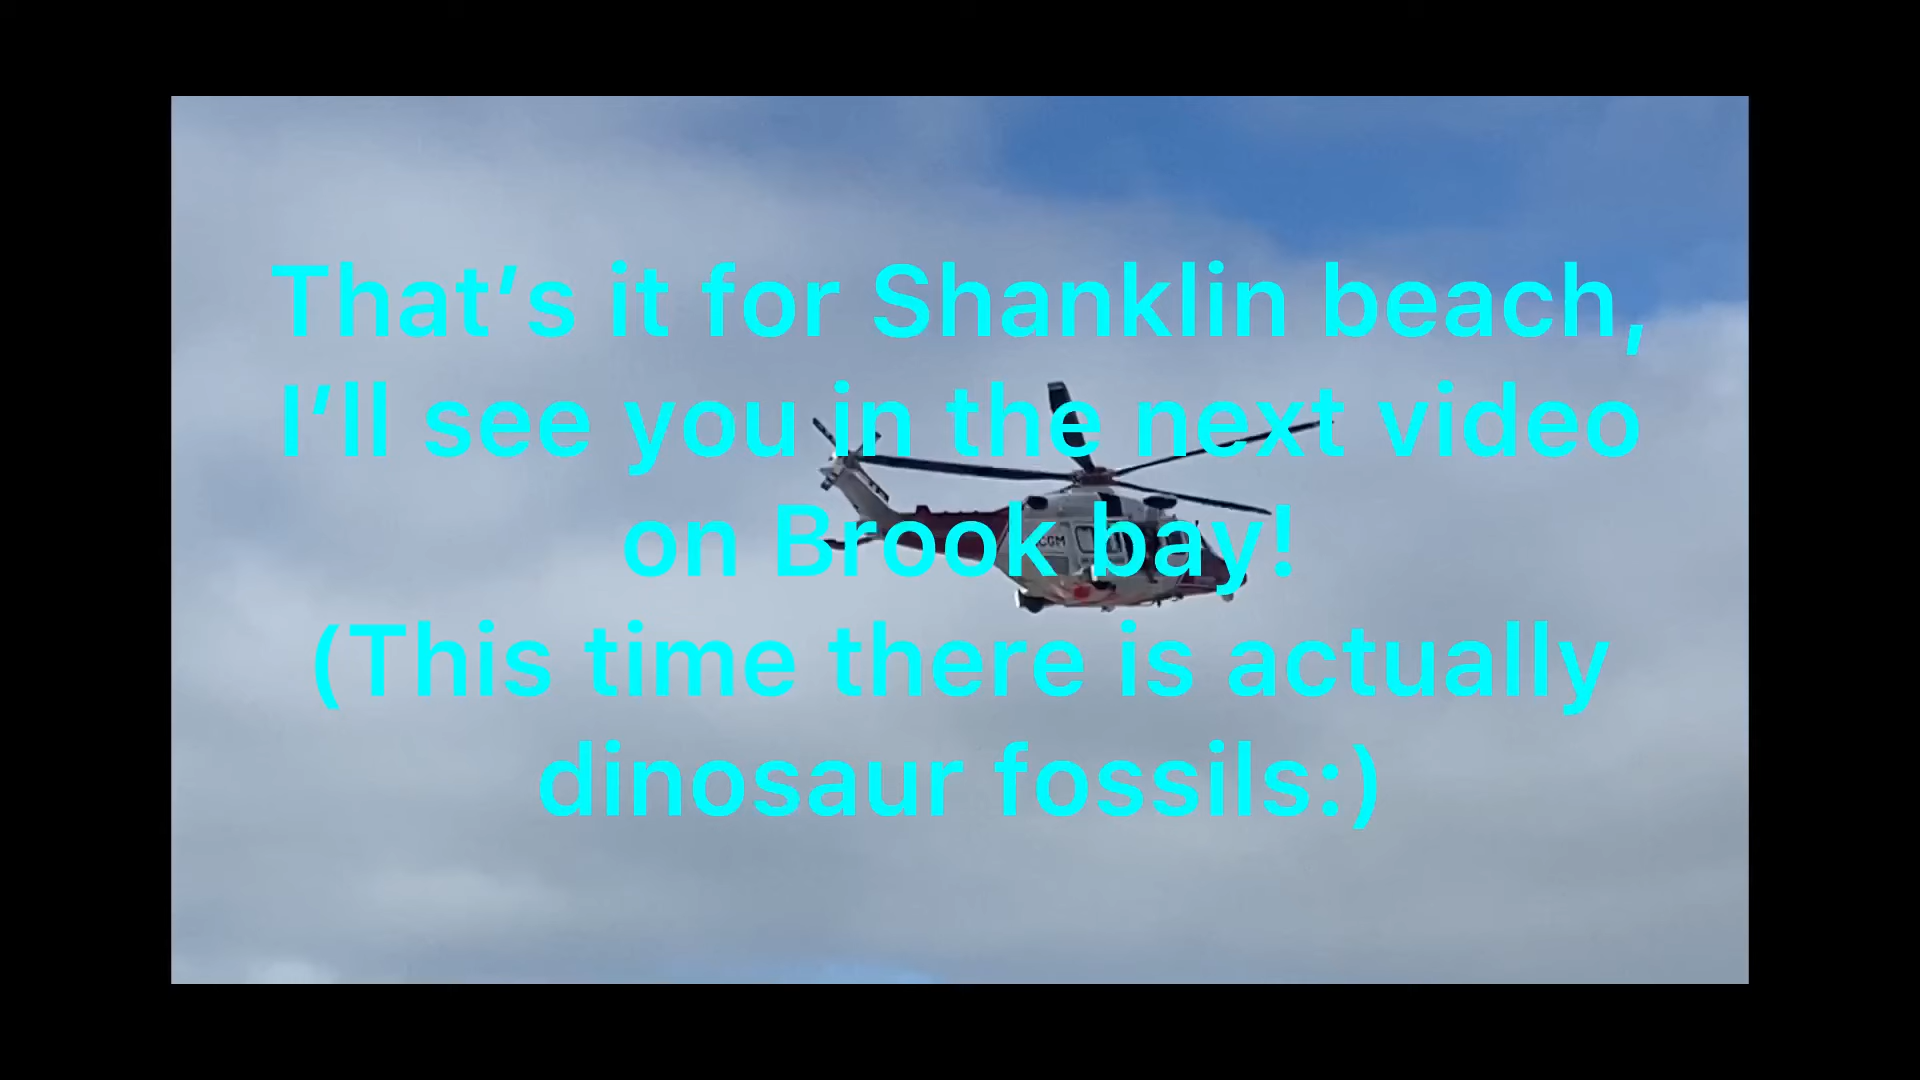 That’s it for Shanklin beach,
I’ll see you in the next video
on Brook bay!
(This time there is actually
dinosaur fossils:)
CGM